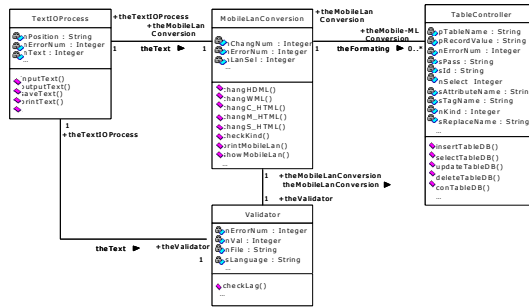 TextIOProcess
nPosition : String
nErrorNum : Integer
nText : Integer
...
inputText()
outputText()
saveText()
printText()
...
+theTextIOProcess
+theMobileLan
Conversion
1
theText
1
MobileLanConversion
nChangNum : Integer
nErrorNum : Integer
nLanSel : Integer
...
changHDML()
changWML()
changC_HTML()
changM_HTML()
changS_HTML()
checkKind()
printMobileLan()
showMobileLan()
...
+theMobileLan
Conversion
+theMobile-ML
Conversion
1
theFormating
0..*
TableController
pTableName : String
pRecordValue : String
nErrorNum : Integer
sPass : String
sId : String
nSelect Integer
sAttributeName : String
sTagName : String
nKind : Integer
sReplaceName : String
...
insertTableDB()
selectTableDB()
updateTableDB()
deleteTableDB()
conTableDB()
...
1
+theTextIOProcess
1
+theMobileLanConversion
theMobileLanConversion
1
+theValidator
Validator
nErrorNum : Integer
nVal : Integer
nFile : String
sLanguage : String
...
checkLag()
...
theText
+theValidator
1